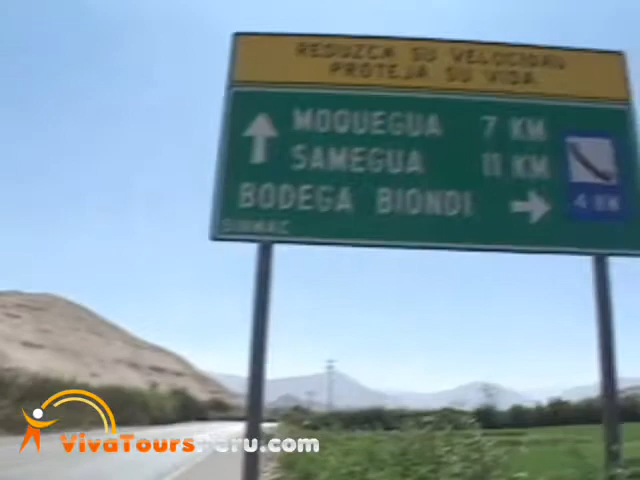 REDUZCA SU VELOCIDAD
PROTEJA SU VIDA
MOQUEGUA 7 KM
SAMEGUA 11 KM
BODEGA BIONDI
4 KM
VivaToursPeru.com